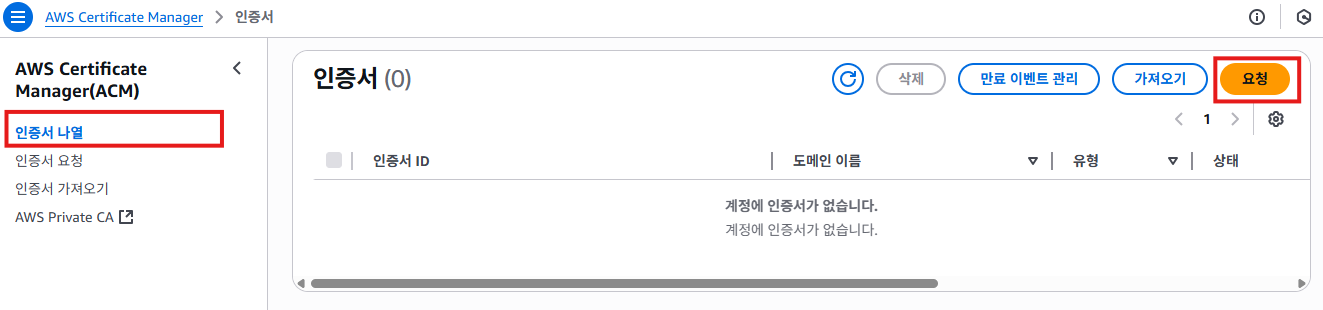 AWS Certificate Manager > 인증서
AWS Certificate
Manager(ACM)
인증서 나열
인증서 요청
인증서 가져오기
AWS Private CA
인증서 (0)
삭제
만료 이벤트 관리
가져오기
요청
1
인증서 ID
도메인 이름
유형
상태
계정에 인증서가 없습니다.
계정에 인증서가 없습니다.